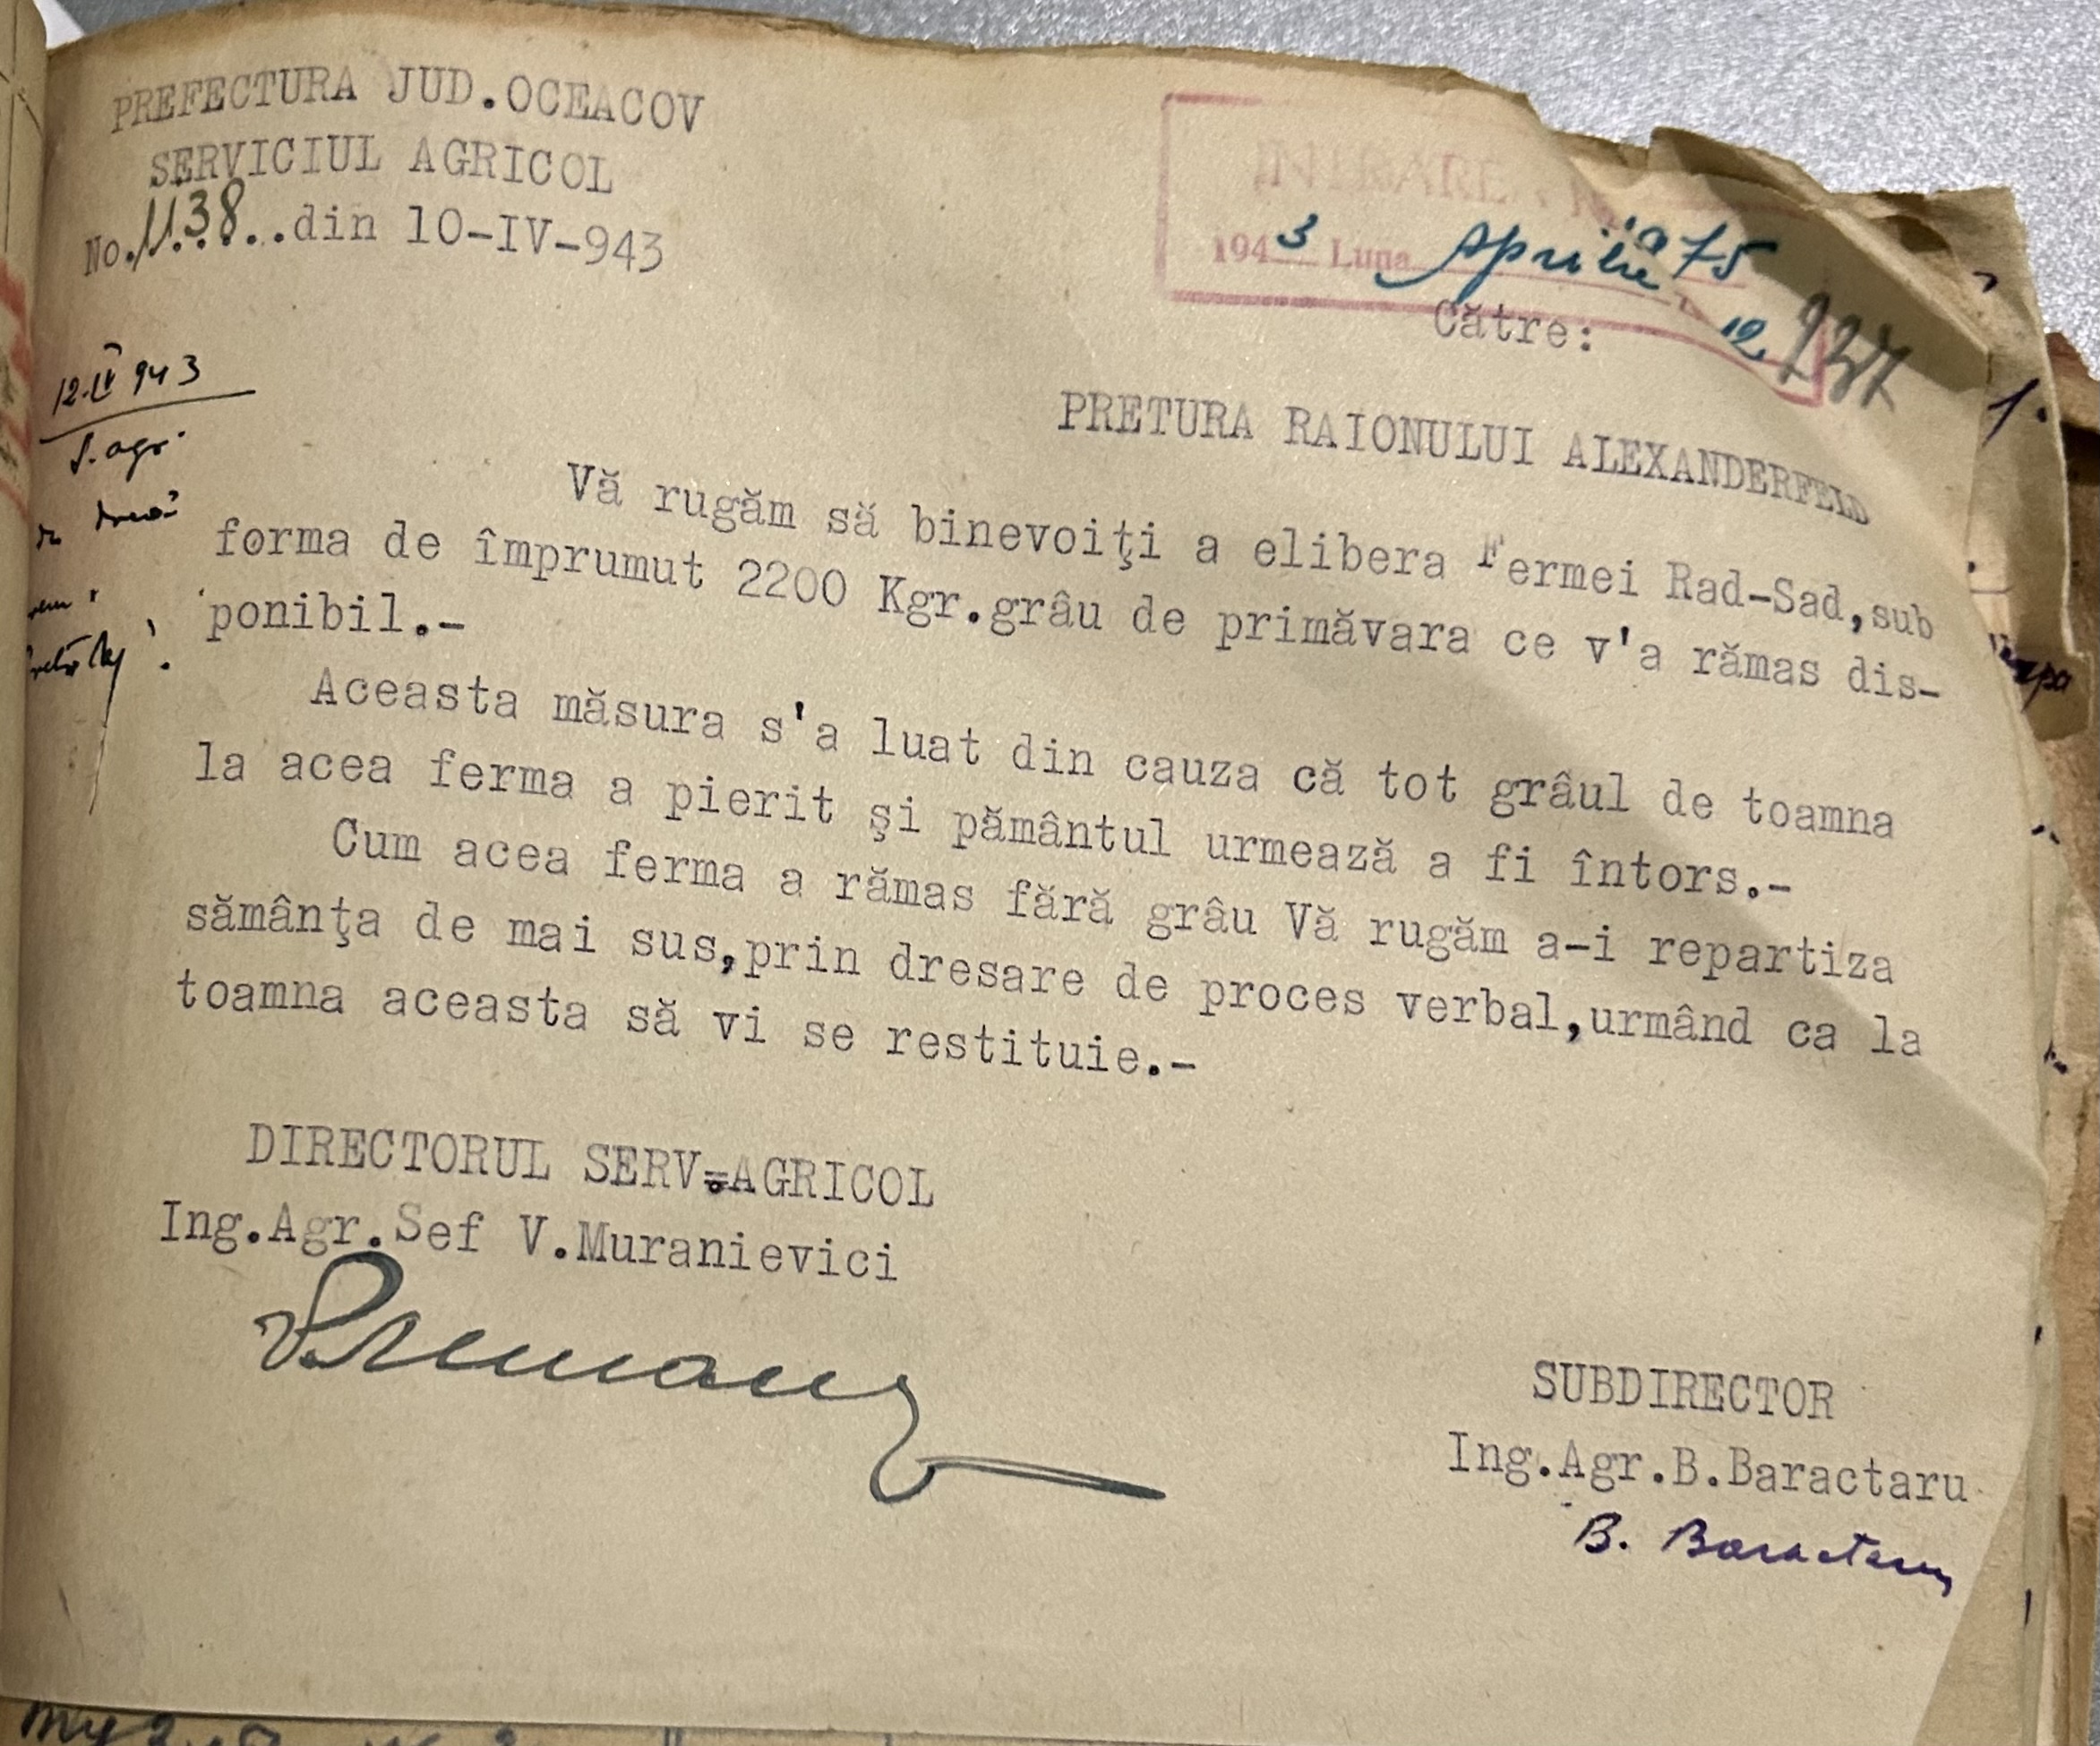 PREFECTURA JUD.OCEACOV
SERVICIUL AGRICOL
No.1138...din 10-IV-943
INTRARE
1943 Luna Aprilie
975
12
937
Către:
PRETURA RAIONULUI ALEXANDERFELD
12.IV 943
S. agr.
Vă rugăm să binevoiţi a elibera Fermei Rad-Sad,sub
forma de împrumut 2200 Kgr.grâu de primăvara ce v'a rămas dis-
ponibil.-
Aceasta măsura s'a luat din cauza că tot grâul de toamna
la acea ferma a pierit şi pământul urmează a fi întors.-
Cum acea ferma a rămas fără grâu Vă rugăm a-i repartiza
sămânţa de mai sus,prin dresare de proces verbal,urmând ca la
toamna aceasta să vi se restituie.-
DIRECTORUL SERV.AGRICOL
Ing.Agr.Sef V.Muranievici
SUBDIRECTOR
Ing.Agr.B.Baractaru
B. Baractaru